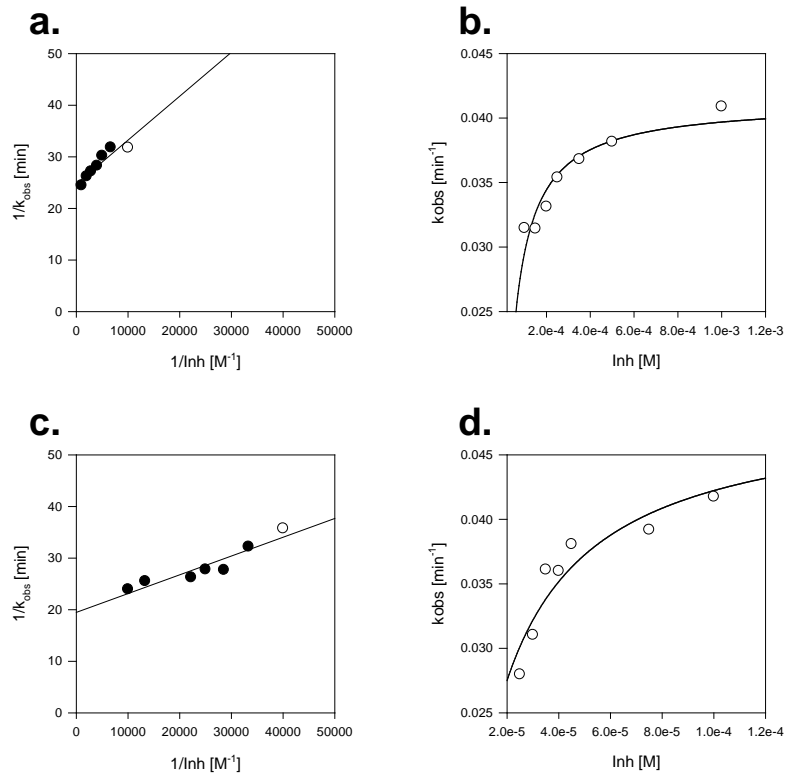 a.
50
40
30
20
10
0
1/k_obs [min]
0 10000 20000 30000 40000 50000
1/Inh [M⁻¹]
b.
0.045
0.040
0.035
0.030
0.025
kobs [min⁻¹]
2.0e-4 4.0e-4 6.0e-4 8.0e-4 1.0e-3 1.2e-3
Inh [M]
c.
50
40
30
20
10
0
1/k_obs [min]
0 10000 20000 30000 40000 50000
1/Inh [M⁻¹]
d.
0.045
0.040
0.035
0.030
0.025
kobs [min⁻¹]
2.0e-5 4.0e-5 6.0e-5 8.0e-5 1.0e-4 1.2e-4
Inh [M]